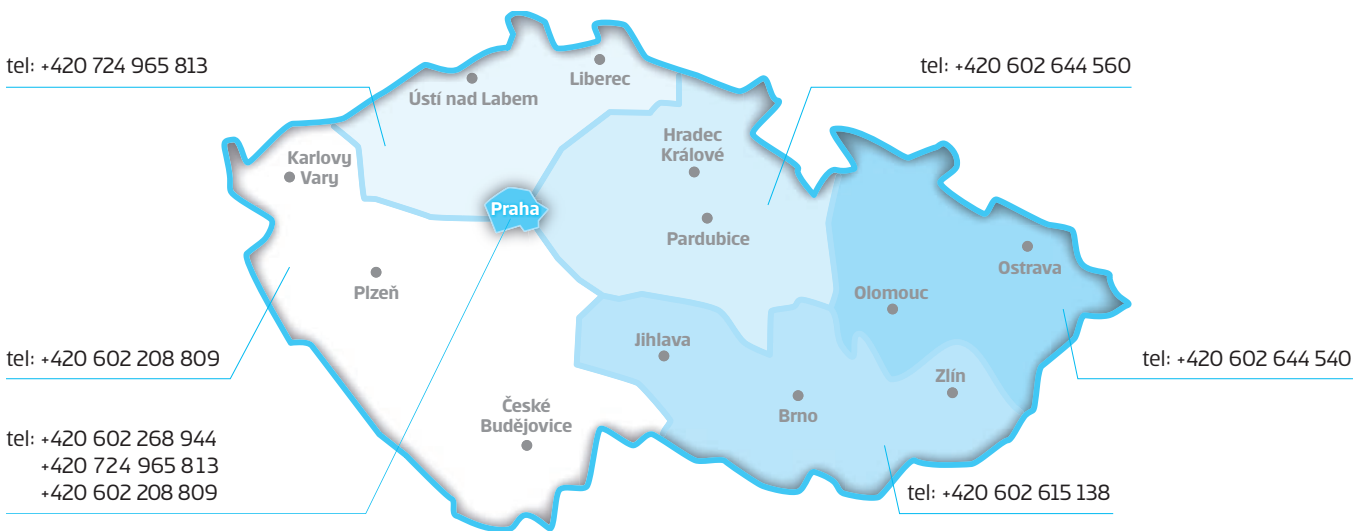 tel: +420 724 965 813
tel: +420 602 644 560
Liberec
Ústí nad Labem
Hradec
Králové
Karlovy
Vary
Praha
Pardubice
Ostrava
Plzeň
Olomouc
Jihlava
tel: +420 602 208 809
tel: +420 602 644 540
Zlín
České
Budějovice
Brno
tel: +420 602 268 944
+420 724 965 813
+420 602 208 809
tel: +420 602 615 138